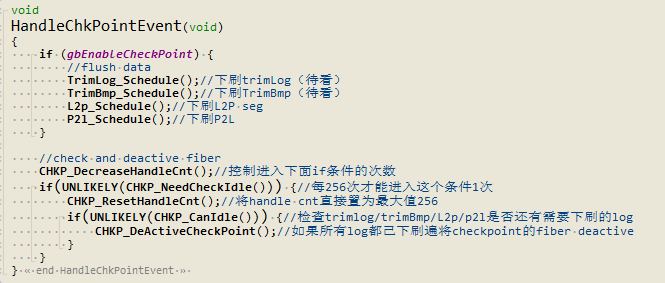 void
HandleChkPointEvent(void)
{
if (gbEnableCheckPoint) {
//flush data
TrimLog_Schedule();//下刷trimLog（待看）
TrimBmp_Schedule();//下刷TrimBmp（待看）
L2p_Schedule();//下刷L2P seg
P2l_Schedule();//下刷P2L
}
//check and deactive fiber
CHKP_DecreaseHandleCnt();//控制进入下面if条件的次数
if(UNLIKELY(CHKP_NeedCheckIdle())) {//每256次才能进入这个条件1次
CHKP_ResetHandleCnt();//将handle cnt直接置为最大值256
if(UNLIKELY(CHKP_CanIdle())) {//检查trimlog/trimBmp/L2p/p2l是否还有需要下刷的log
CHKP_DeActiveCheckPoint();//如果所有log都已下刷遍将checkpoint的fiber deactive
}
}
} « end HandleChkPointEvent »